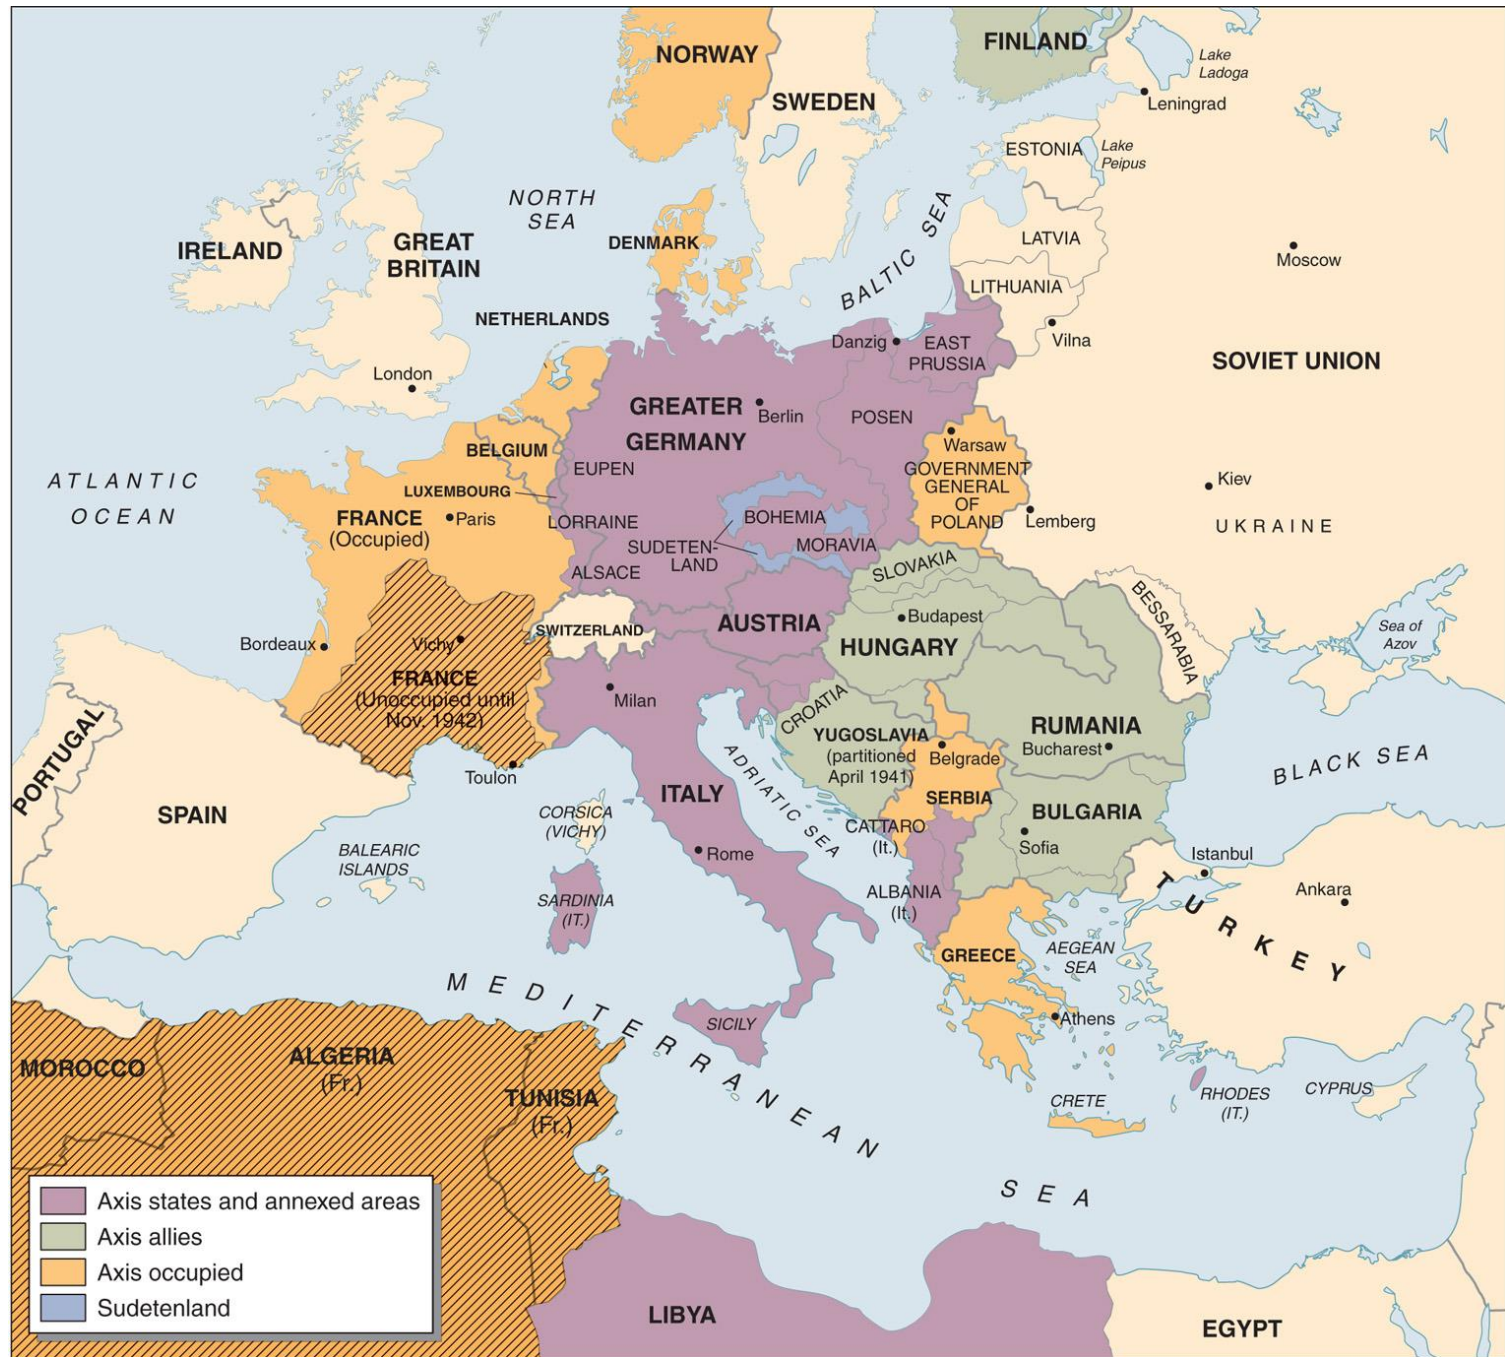 NORWAY
FINLAND
Lake
Ladoga
SWEDEN
Leningrad
ESTONIA
Lake
Peipus
NORTH
SEA
IRELAND
GREAT
BRITAIN
DENMARK
BALTIC SEA
LATVIA
Moscow
LITHUANIA
NETHERLANDS
Vilna
Danzig
EAST
PRUSSIA
SOVIET UNION
London
GREATER
GERMANY
Berlin
POSEN
Warsaw
GOVERNMENT
GENERAL
OF
POLAND
BELGIUM
EUPEN
ATLANTIC
OCEAN
LUXEMBOURG
Kiev
FRANCE
(Occupied)
Paris
LORRAINE
BOHEMIA
Lemberg
UKRAINE
SUDETEN-
LAND
MORAVIA
ALSACE
SLOVAKIA
BESSARABIA
Budapest
AUSTRIA
SWITZERLAND
HUNGARY
Sea of
Azov
Bordeaux
Vichy
FRANCE
(Unoccupied until
Nov. 1942)
Milan
CROATIA
RUMANIA
Bucharest
YUGOSLAVIA
(partitioned
April 1941)
Belgrade
PORTUGAL
Toulon
ADRIATIC SEA
BLACK SEA
ITALY
SERBIA
BULGARIA
SPAIN
CORSICA
(VICHY)
CATTARO
(It.)
Sofia
Rome
Istanbul
BALEARIC
ISLANDS
TURKEY
Ankara
ALBANIA
(It.)
SARDINIA
(IT.)
GREECE
AEGEAN
SEA
MEDITERRANEAN SEA
Athens
SICILY
MOROCCO
ALGERIA
(Fr.)
TUNISIA
(Fr.)
CRETE
RHODES
(IT.)
CYPRUS
Axis states and annexed areas
Axis allies
Axis occupied
Sudetenland
LIBYA
EGYPT